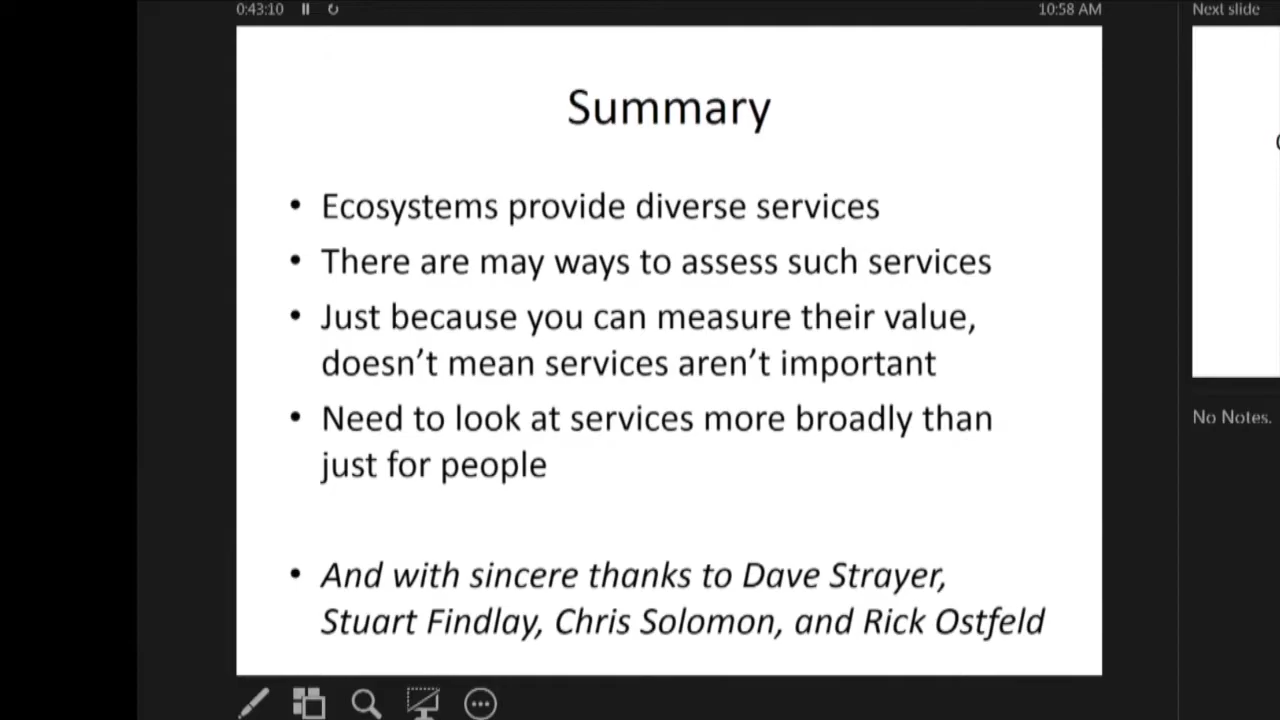 0:43:10
10:58 AM
Next slide
Summary
• Ecosystems provide diverse services
• There are may ways to assess such services
• Just because you can measure their value,
doesn’t mean services aren’t important
• Need to look at services more broadly than
just for people
• And with sincere thanks to Dave Strayer,
Stuart Findlay, Chris Solomon, and Rick Ostfeld
No Notes.